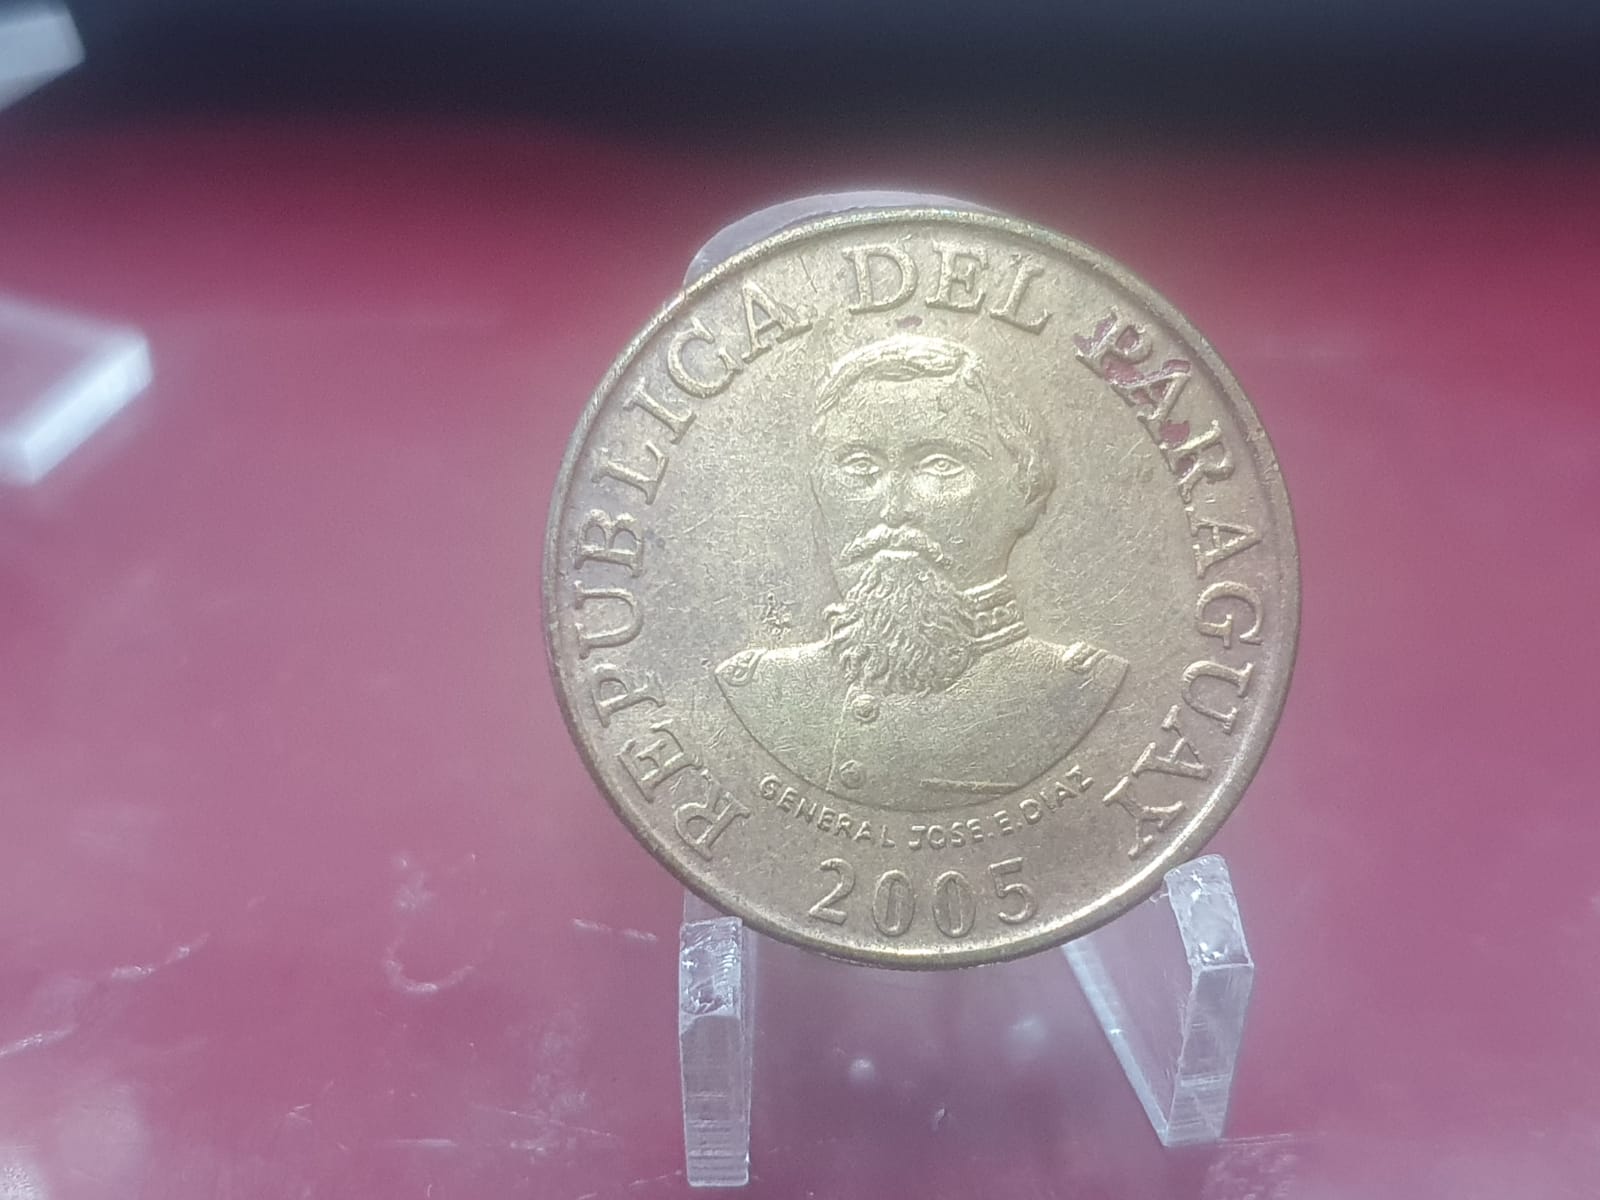 REPUBLICA DEL PARAGUAY
GENERAL JOSE.E.DIAZ
2005